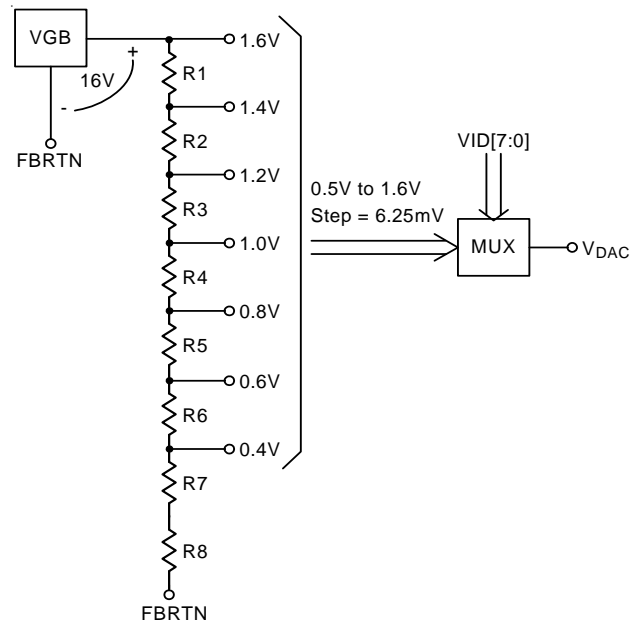 VGB
1.6V
+
16V
R1
-
1.4V
FBRTN
R2
VID[7:0]
1.2V
0.5V to 1.6V
R3
Step = 6.25mV
1.0V
MUX
VDAC
R4
0.8V
R5
0.6V
R6
0.4V
R7
R8
FBRTN